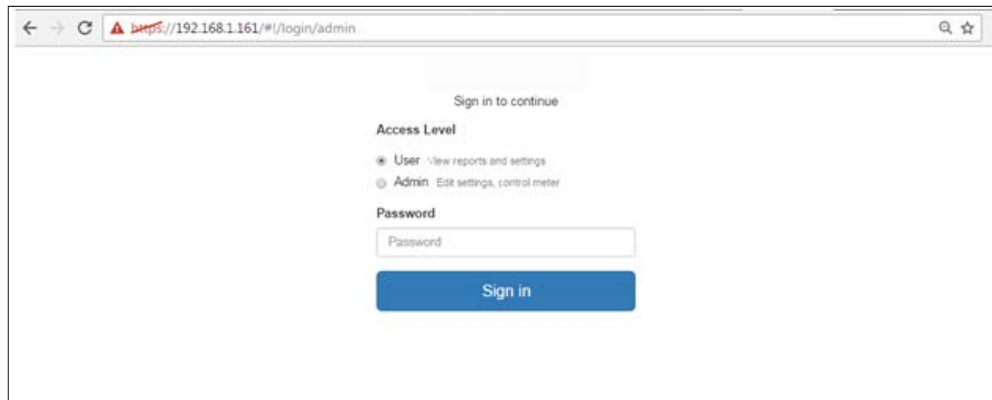 https://192.168.1.161/#!/login/admin
Sign in to continue
Access Level
User View reports and settings
Admin Edit settings, control meter
Password
Password
Sign in